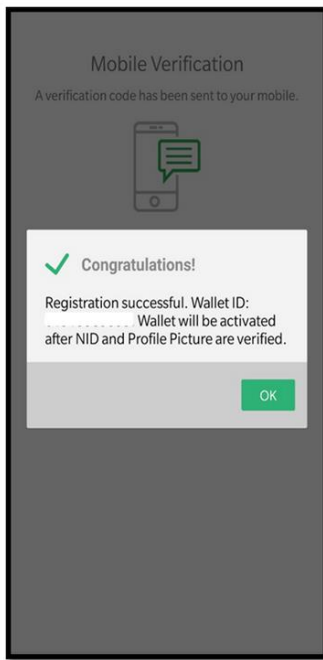 Mobile Verification
A verification code has been sent to your mobile.
Congratulations!
Registration successful. Wallet ID:
Wallet will be activated
after NID and Profile Picture are verified.
OK